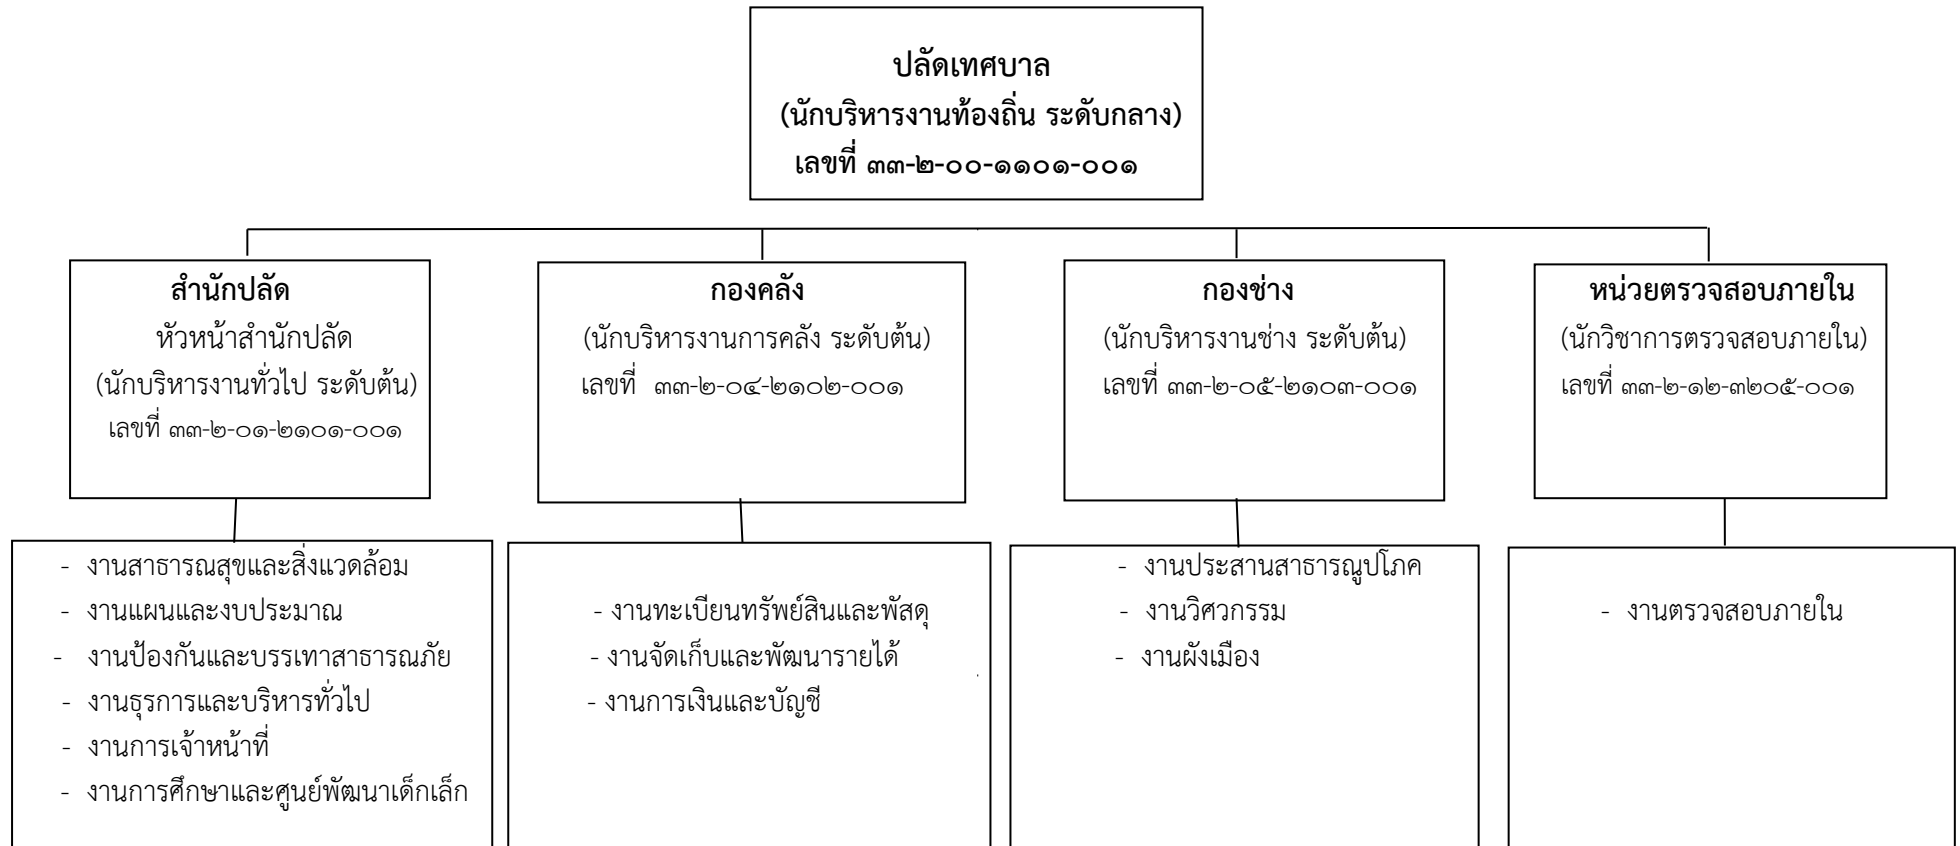 ปลัดเทศบาล
(นักบริหารงานท้องถิ่น ระดับกลาง)
เลขที่ ๓๓-๒-๐๐-๑๑๐๑-๐๐๑
สำนักปลัด
หัวหน้าสำนักปลัด
(นักบริหารงานทั่วไป ระดับต้น)
เลขที่ ๓๓-๒-๐๑-๒๑๐๑-๐๐๑
กองคลัง
(นักบริหารงานการคลัง ระดับต้น)
เลขที่ ๓๓-๒-๐๔-๒๑๐๒-๐๐๑
กองช่าง
(นักบริหารงานช่าง ระดับต้น)
เลขที่ ๓๓-๒-๐๕-๒๑๐๓-๐๐๑
หน่วยตรวจสอบภายใน
(นักวิชาการตรวจสอบภายใน)
เลขที่ ๓๓-๒-๑๒-๓๒๐๕-๐๐๑
- งานสาธารณสุขและสิ่งแวดล้อม
- งานแผนและงบประมาณ
- งานป้องกันและบรรเทาสาธารณภัย
- งานธุรการและบริหารทั่วไป
- งานการเจ้าหน้าที่
- งานการศึกษาและศูนย์พัฒนาเด็กเล็ก
- งานทะเบียนทรัพย์สินและพัสดุ
- งานจัดเก็บและพัฒนารายได้
- งานการเงินและบัญชี
- งานประสานสาธารณูปโภค
- งานวิศวกรรม
- งานผังเมือง
- งานตรวจสอบภายใน